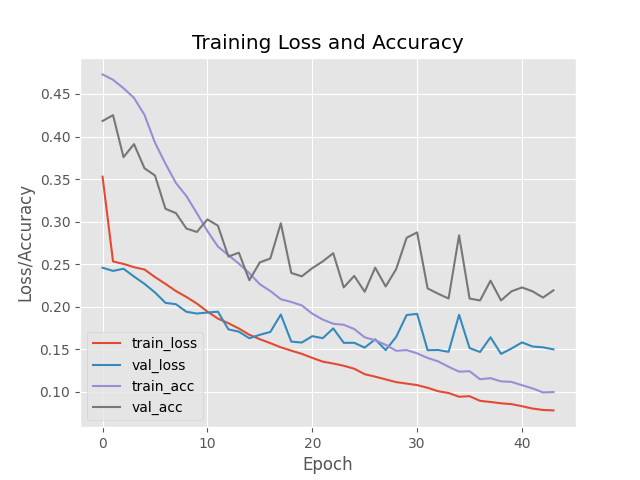 Training Loss and Accuracy
Loss/Accuracy
0.45
0.40
0.35
0.30
0.25
0.20
0.15
0.10
train_loss
val_loss
train_acc
val_acc
0
10
20
30
40
Epoch